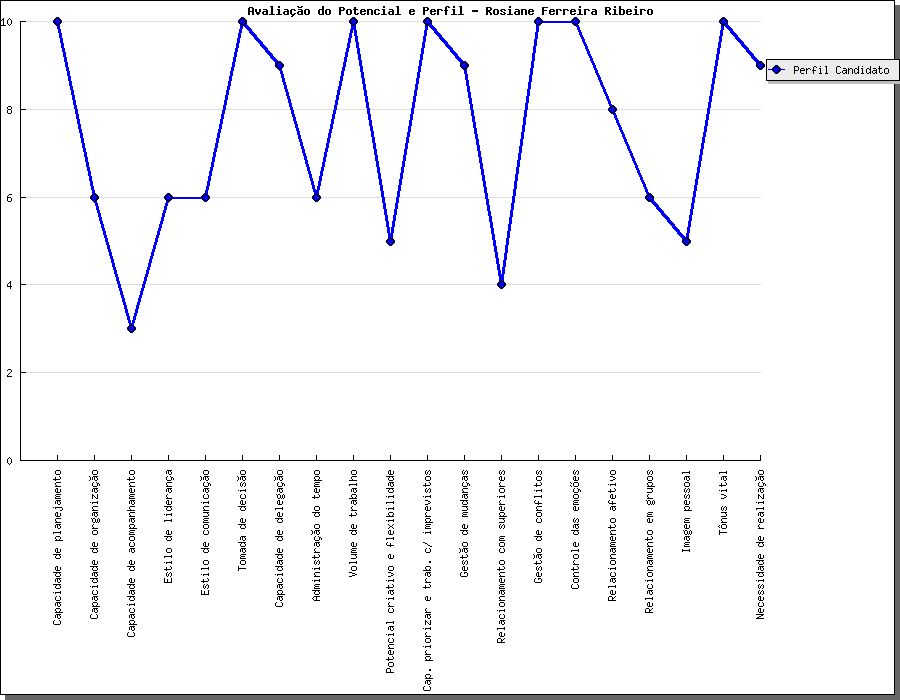 Avaliação do Potencial e Perfil - Rosiane Ferreira Ribeiro
10
8
6
4
2
0
Perfil Candidato
Capacidade de planejamento
Capacidade de organização
Capacidade de acompanhamento
Estilo de liderança
Estilo de comunicação
Tomada de decisão
Capacidade de delegação
Administração do tempo
Volume de trabalho
Potencial criativo e flexibilidade
Cap. priorizar e trab. c/ imprevistos
Gestão de mudanças
Relacionamento com superiores
Gestão de conflitos
Controle das emoções
Relacionamento afetivo
Relacionamento em grupos
Imagem pessoal
Tônus vital
Necessidade de realização